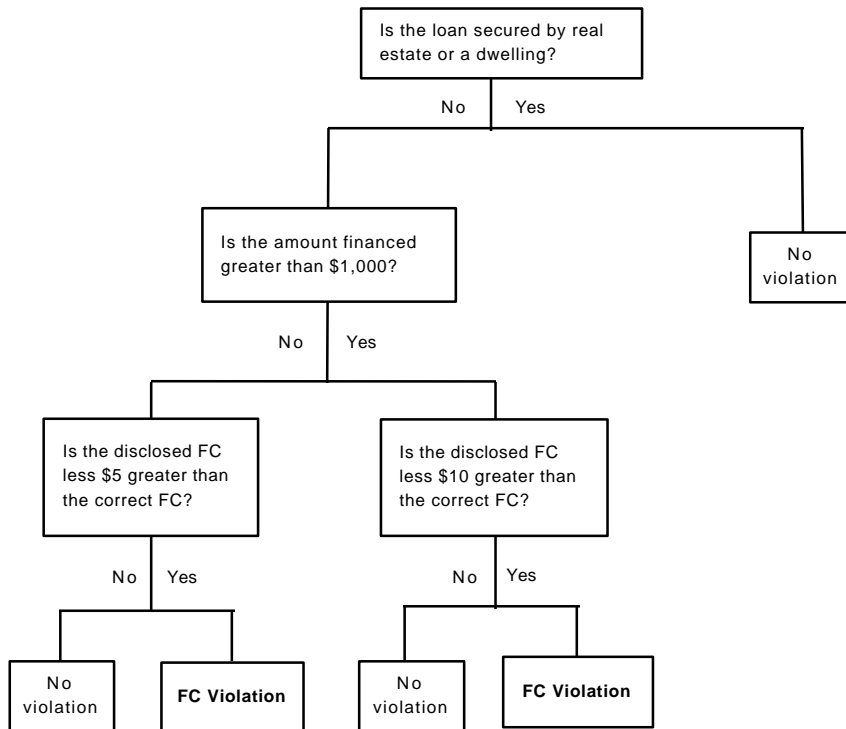 Is the loan secured by real
estate or a dwelling?
No Yes
Is the amount financed
greater than $1,000?
No
violation
No Yes
Is the disclosed FC
less $5 greater than
the correct FC?
Is the disclosed FC
less $10 greater than
the correct FC?
No Yes
No Yes
No
violation
FC Violation
No
violation
FC Violation